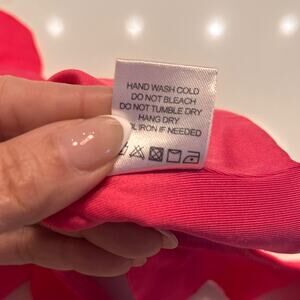 HAND WASH COLD
DO NOT BLEACH
DO NOT TUMBLE DRY
HANG DRY
IRON IF NEEDED